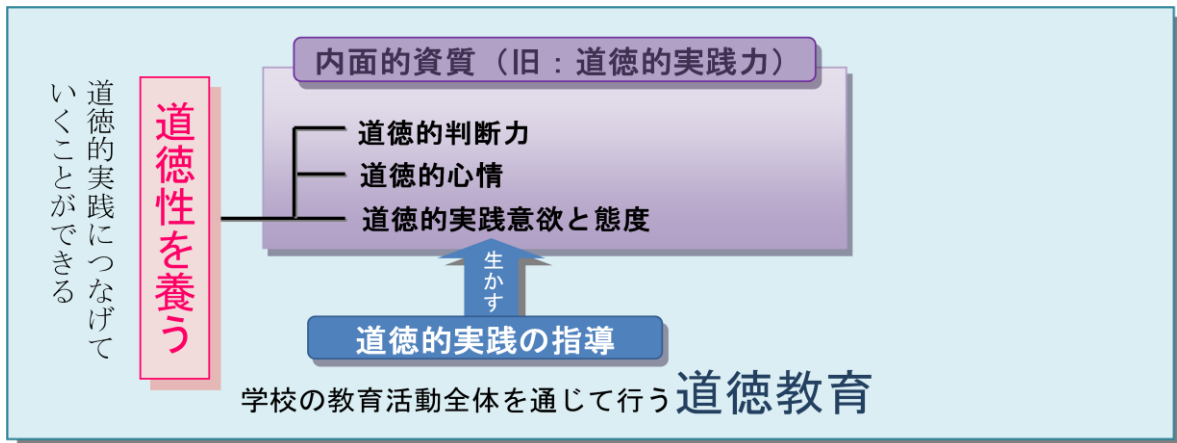 内面的資質（旧：道徳的実践力）
道徳的判断力
道徳的心情
道徳的実践意欲と態度
道徳性を養う
道徳的実践につなげて
いくことができる
生かす
道徳的実践の指導
学校の教育活動全体を通じて行う道徳教育